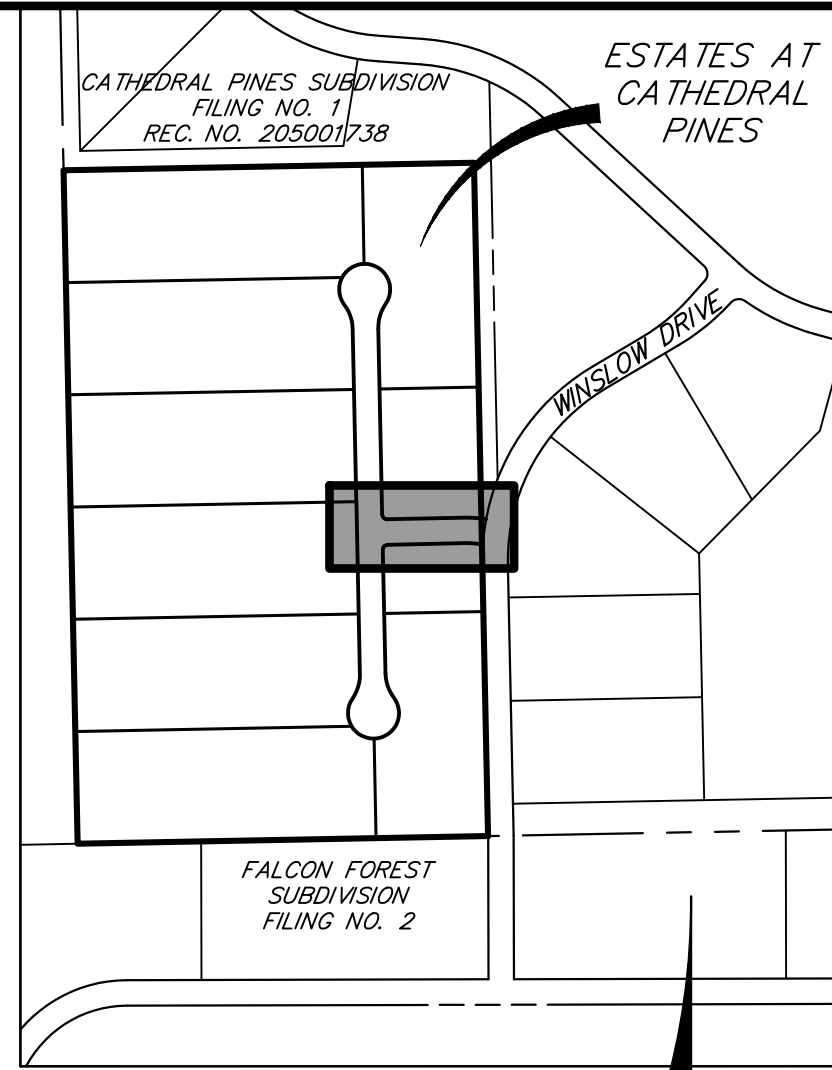 CATHEDRAL PINES SUBDIVISION
FILING NO. 1
REC. NO. 205001738
ESTATES AT
CATHEDRAL
PINES
WINSLOW DRIVE
FALCON FOREST
SUBDIVISION
FILING NO. 2